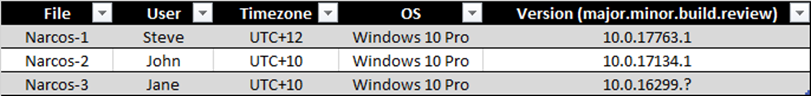 File User Timezone OS Version (major.minor.build.review)
Narcos-1 Steve UTC+12 Windows 10 Pro 10.0.17763.1
Narcos-2 John UTC+10 Windows 10 Pro 10.0.17134.1
Narcos-3 Jane UTC+10 Windows 10 Pro 10.0.16299.?